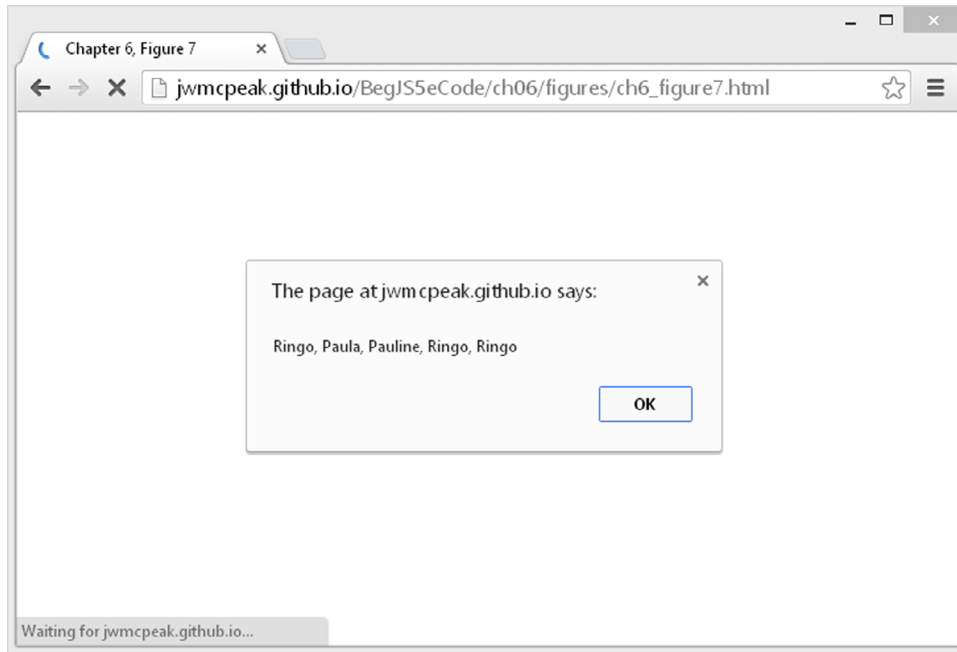 Chapter 6, Figure 7
jwmcpeak.github.io/BegJS5eCode/ch06/figures/ch6_figure7.html
The page at jwmcpeak.github.io says:
Ringo, Paula, Pauline, Ringo, Ringo
OK
Waiting for jwmcpeak.github.io...